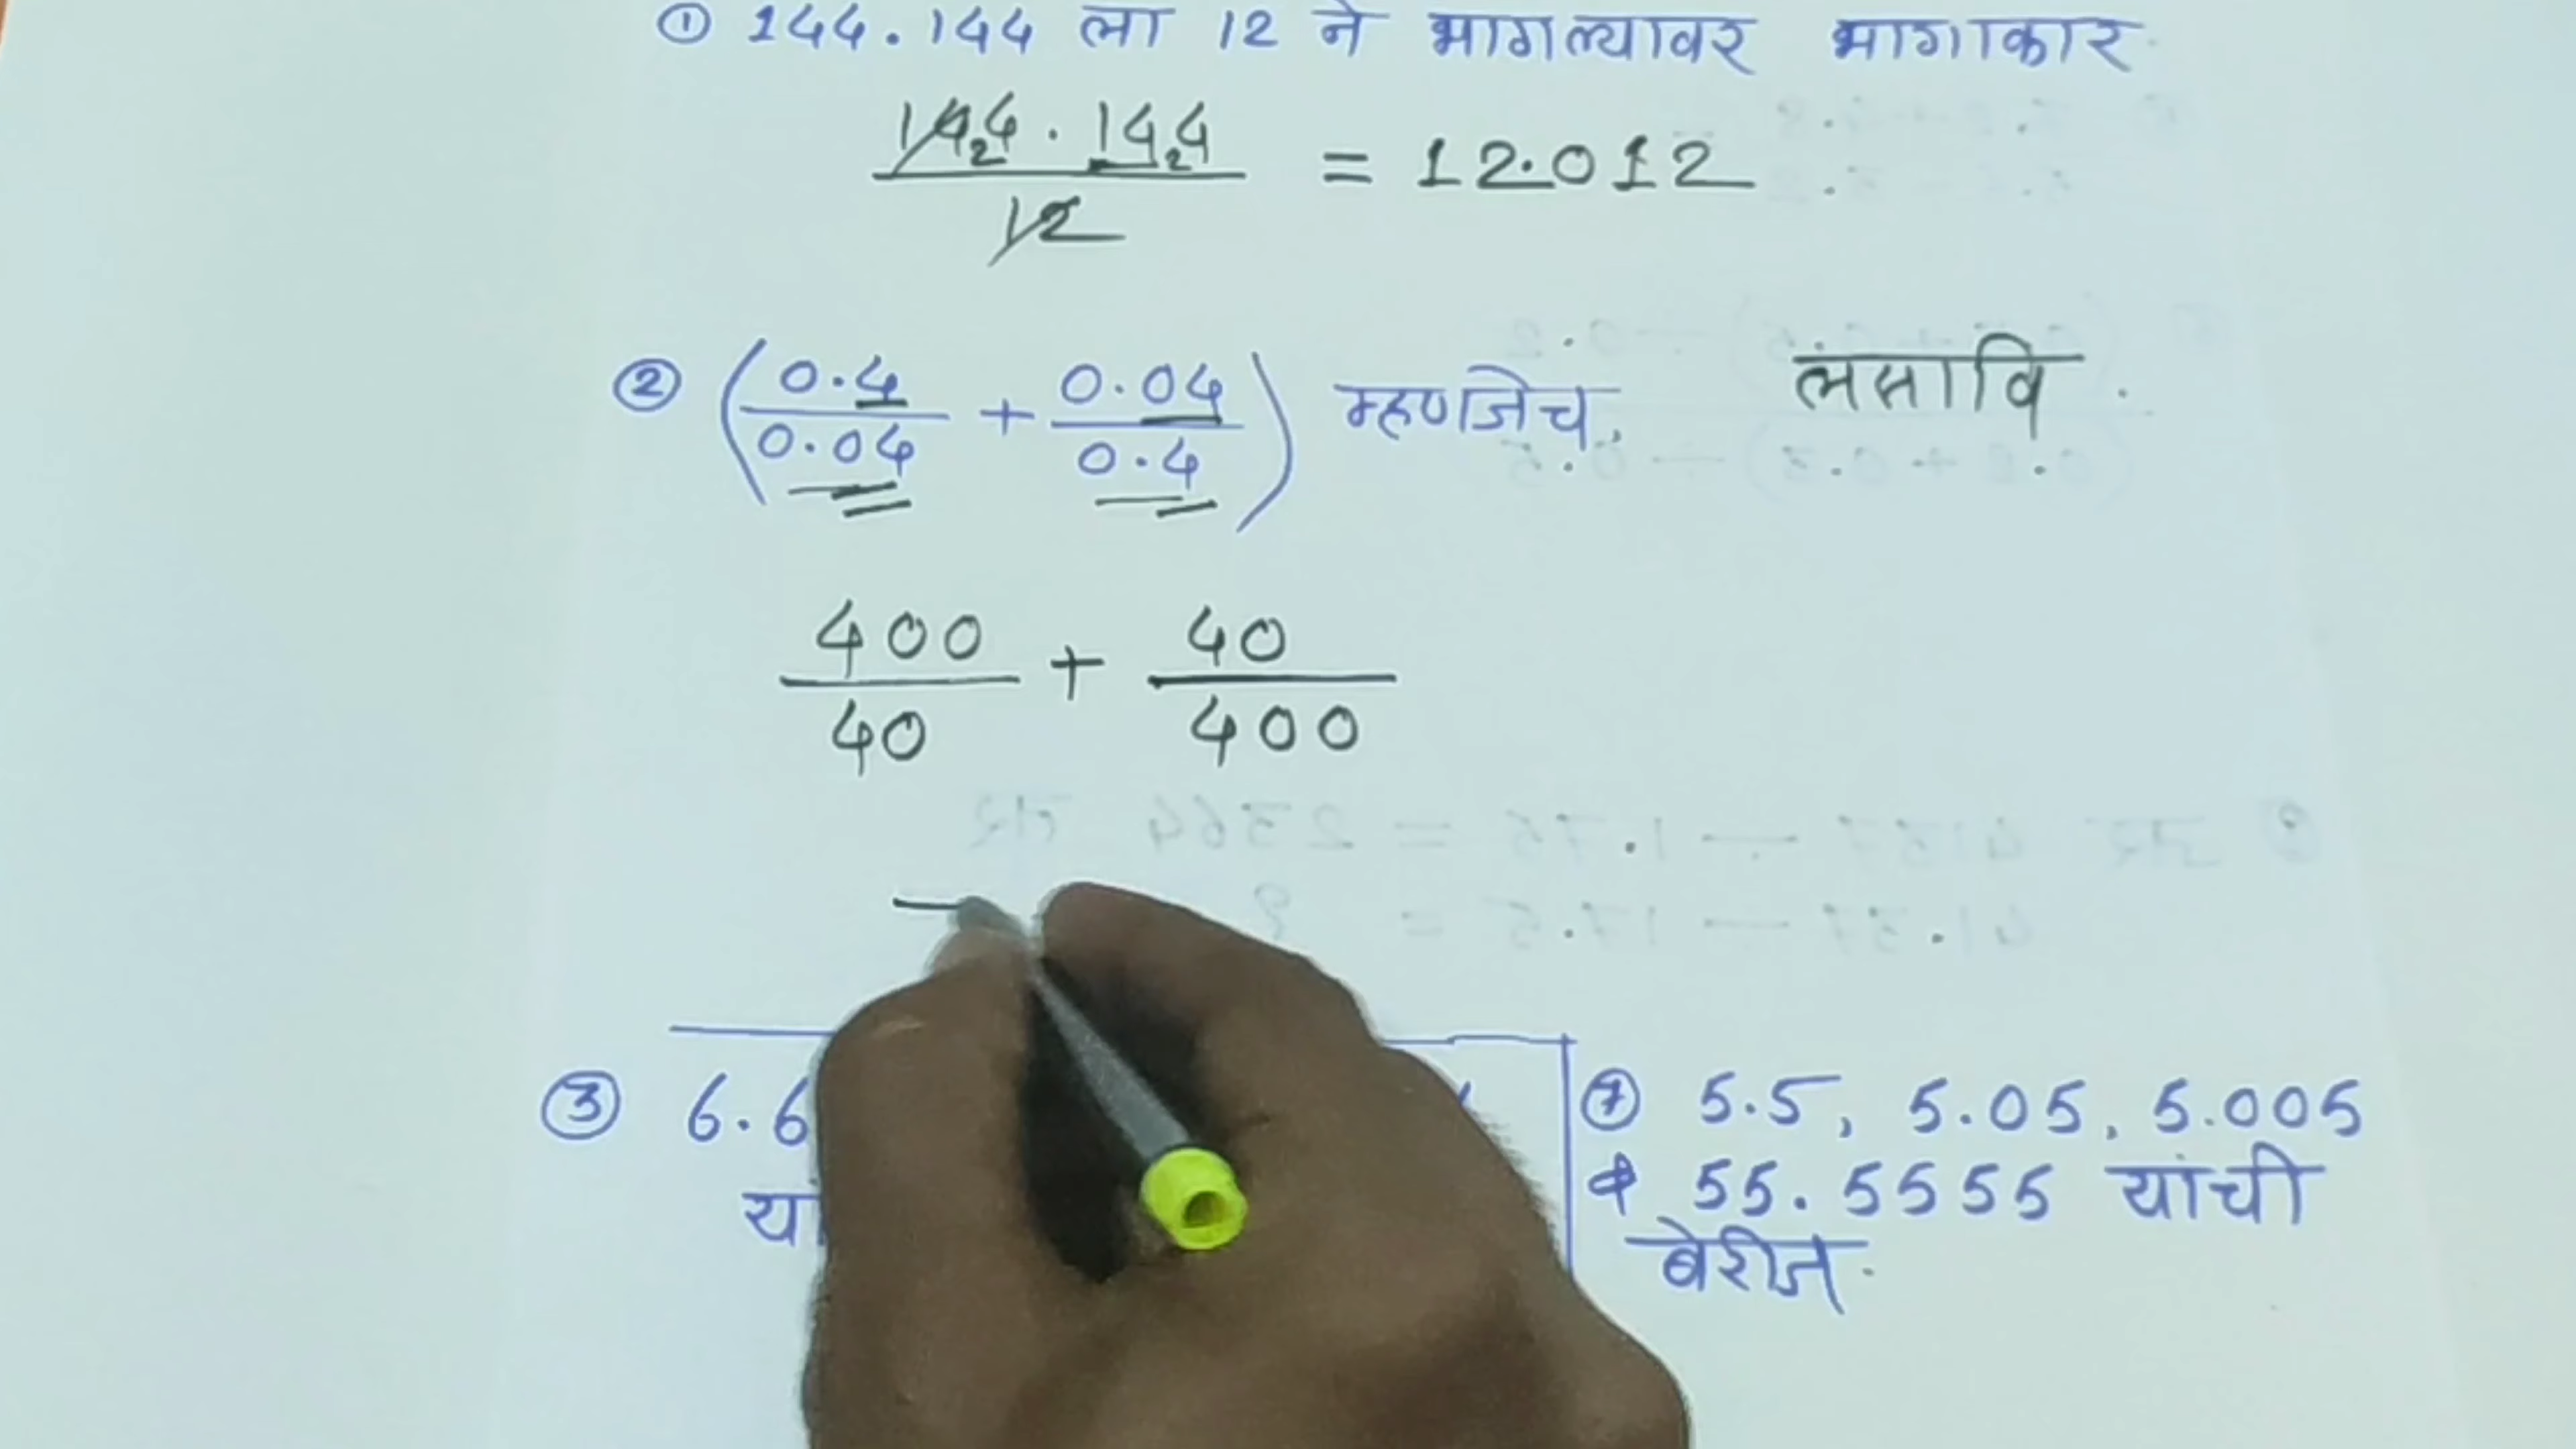 ① 144.144 ला 12 ने भागल्यावर भागाकार
144.144 / 12 = 12.012
② (0.4/0.04 + 0.04/0.4) म्हणजेच, लसावि.
400/40 + 40/400
③ 6.6
⑦ 5.5, 5.05, 5.005
व 55.5555 यांची
बेरीज.